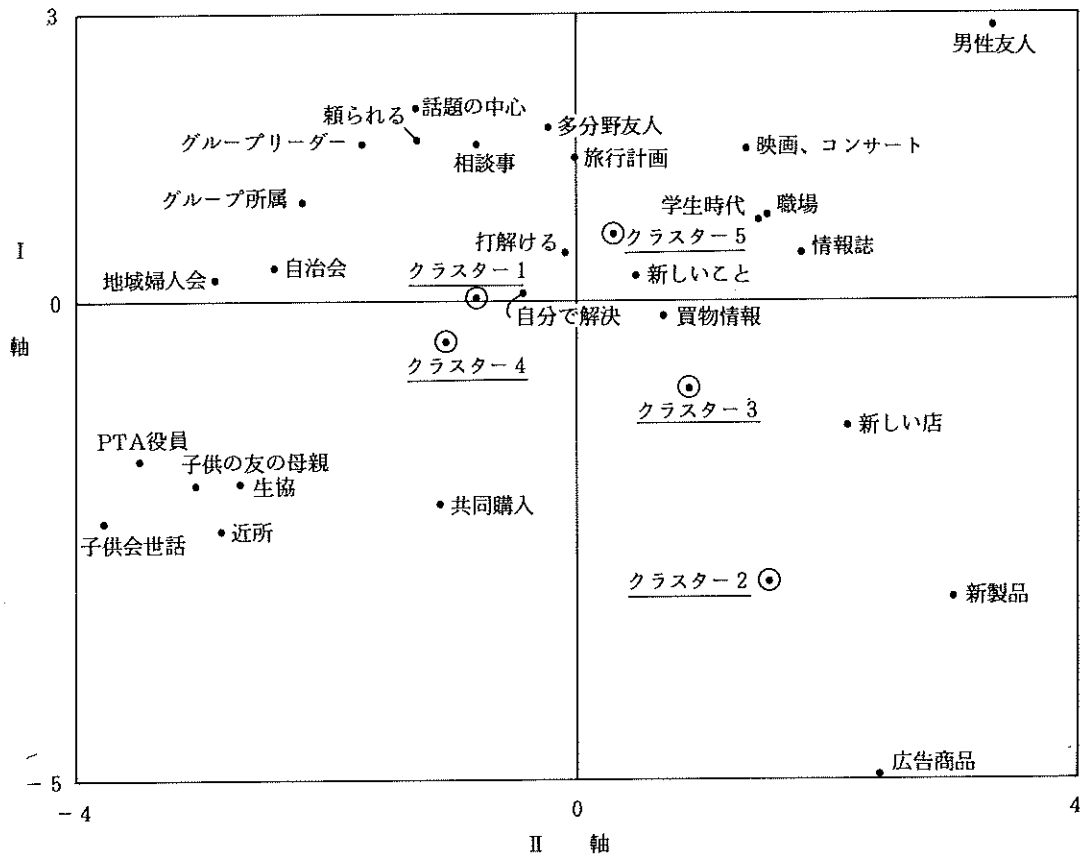 3
男性友人
話題の中心
頼られる
多分野友人
グループリーダー
相談事
旅行計画
映画、コンサート
グループ所属
学生時代
職場
クラスター5
Ⅰ
打解ける
情報誌
地域婦人会
自治会
クラスター1
新しいこと
0
自分で解決
買物情報
軸
クラスター4
クラスター3
新しい店
PTA役員
子供の友の母親
生協
共同購入
近所
子供会世話
クラスター2
新製品
広告商品
-5
-4
0
4
Ⅱ 軸